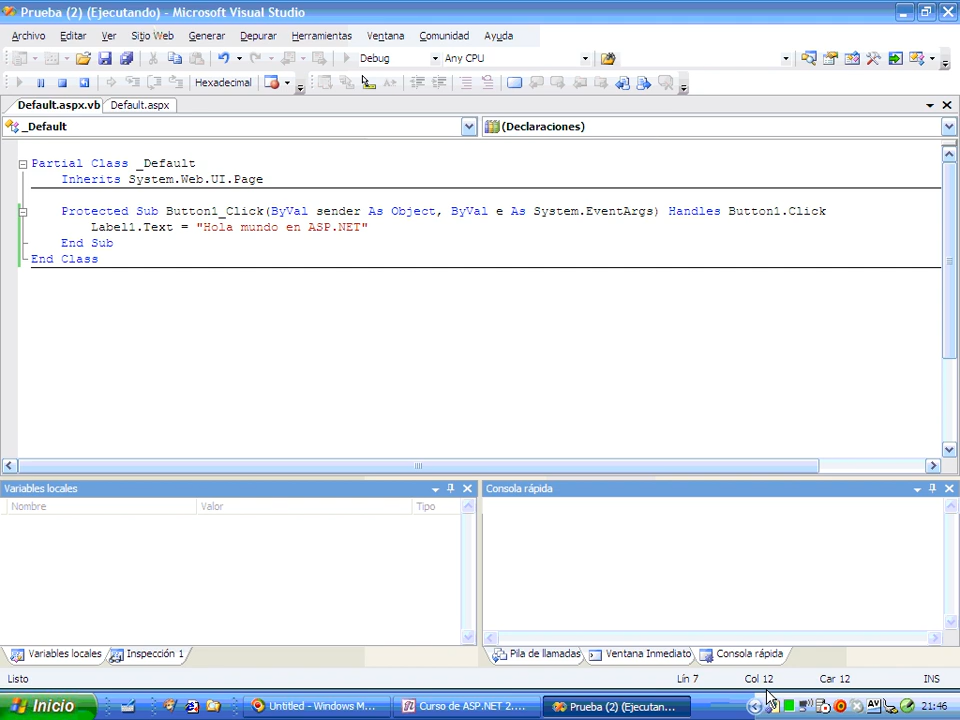 Prueba (2) (Ejecutando) - Microsoft Visual Studio
Archivo Editar Ver Sitio Web Generar Depurar Herramientas Ventana Comunidad Ayuda
Debug Any CPU
Hexadecimal
Default.aspx.vb Default.aspx
_Default (Declaraciones)
Partial Class _Default
Inherits System.Web.UI.Page
Protected Sub Button1_Click(ByVal sender As Object, ByVal e As System.EventArgs) Handles Button1.Click
Label1.Text = "Hola mundo en ASP.NET"
End Sub
End Class
Variables locales Consola rápida
Nombre Valor Tipo
Variables locales Inspección 1 Pila de llamadas Ventana Inmediato Consola rápida
Listo Lín 7 Col 12 Car 12 INS
Inicio Untitled - Windows M... Curso de ASP.NET 2.... Prueba (2) (Ejecutan... AV 21:46